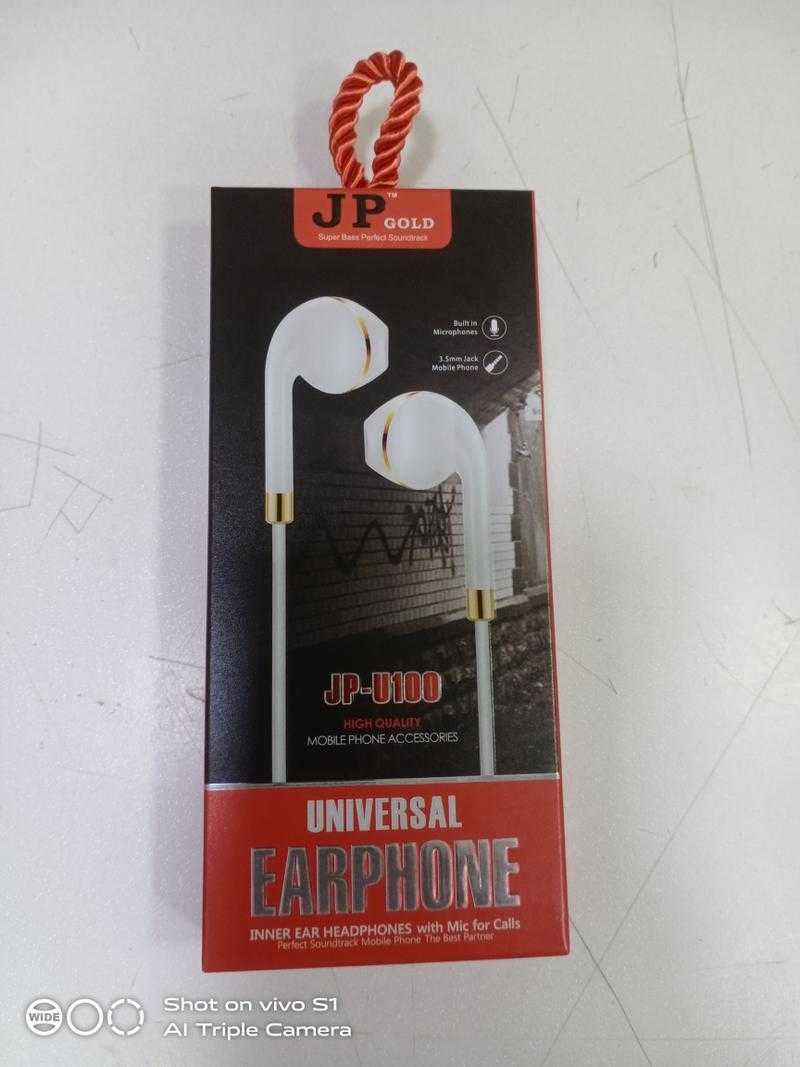 JP GOLD ™
Super Bass Perfect Soundtrack
Built in
Microphones
3.5mm Jack
Mobile Phone
JP-U100
HIGH QUALITY
MOBILE PHONE ACCESSORIES
UNIVERSAL
EARPHONE
INNER EAR HEADPHONES with Mic for Calls
Perfect Soundtrack Mobile Phone The Best Partner
WIDE
Shot on vivo S1
AI Triple Camera